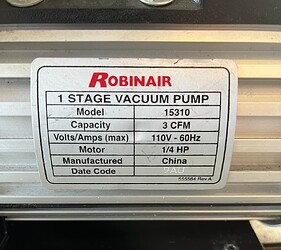 ROBINAIR
1 STAGE VACUUM PUMP
Model 15310
Capacity 3 CFM
Volts/Amps (max) 110V - 60Hz
Motor 1/4 HP
Manufactured China
Date Code
555564 Rev A